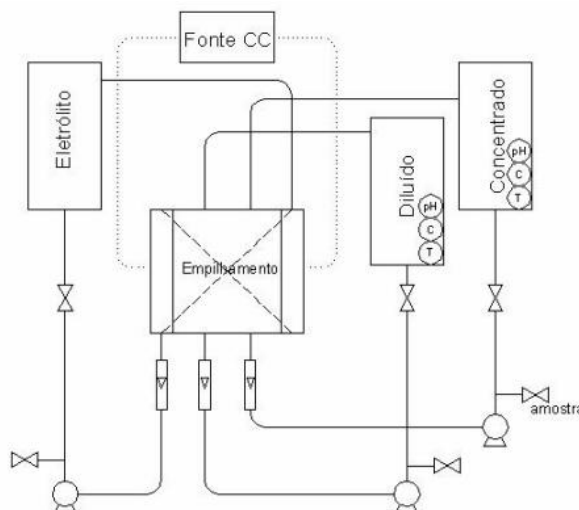 Fonte CC
Eletrólito
Concentrado
pH
C
T
Diluído
pH
C
T
Empilhamento
amostra